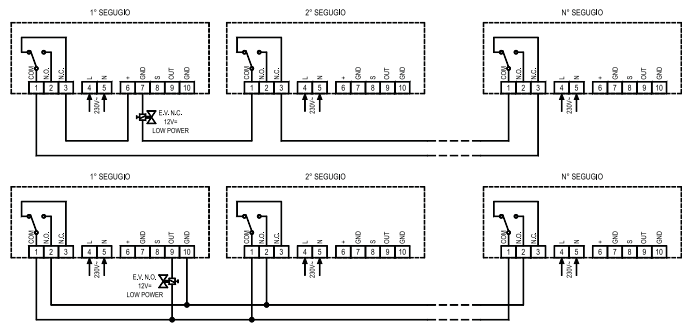 1° SEGUGIO 2° SEGUGIO N° SEGUGIO
COM N.O. N.C. L N + GND S OUT GND COM N.O. N.C. L N + GND S OUT GND COM N.O. N.C. L N + GND S OUT GND
1 2 3 4 5 6 7 8 9 10 1 2 3 4 5 6 7 8 9 10 1 2 3 4 5 6 7 8 9 10
230V~ 230V~ 230V~
E.V. N.C.
12V=
LOW POWER
1° SEGUGIO 2° SEGUGIO N° SEGUGIO
COM N.O. N.C. L N + GND S OUT GND COM N.O. N.C. L N + GND S OUT GND COM N.O. N.C. L N + GND S OUT GND
1 2 3 4 5 6 7 8 9 10 1 2 3 4 5 6 7 8 9 10 1 2 3 4 5 6 7 8 9 10
230V~ 230V~ 230V~
E.V. N.O.
12V=
LOW POWER